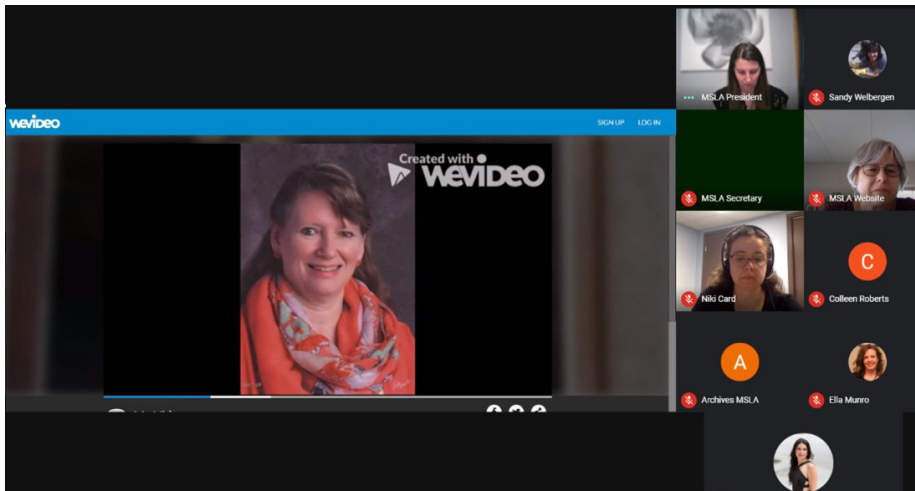 WEVIDEO
SIGN UP
LOG IN
Created with
WEVIDEO
MSLA President
Sandy Welbergen
MSLA Secretary
MSLA Website
Niki Card
C
Colleen Roberts
A
Archives MSLA
Ella Munro